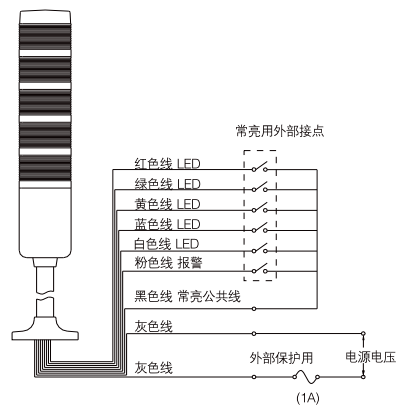 常亮用外部接点
红色线 LED
绿色线 LED
黄色线 LED
蓝色线 LED
白色线 LED
粉色线 报警
黑色线 常亮公共线
灰色线
灰色线
外部保护用
电源电压
(1A)